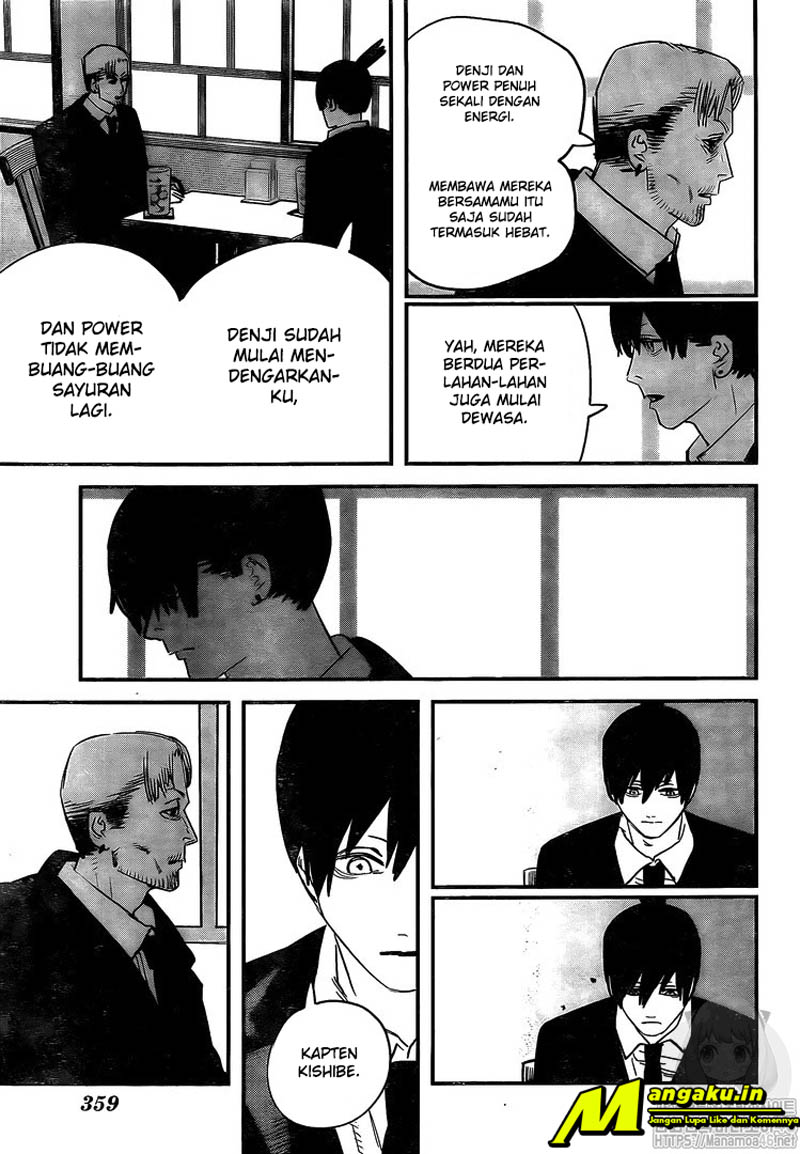 DENJI DAN
POWER PENUH
SEKALI DENGAN
ENERGI.
MEMBAWA MEREKA
BERSAMAMU ITU
SAJA SUDAH
TERMASUK HEBAT.
YAH, MEREKA
BERDUA PER-
LAHAN-LAHAN
JUGA MULAI
DEWASA.
DENJI SUDAH
MULAI MEN-
DENGARKAN-
KU,
DAN POWER
TIDAK MEM-
BUANG-BUANG
SAYURAN
LAGI.
KAPTEN
KISHIBE.
359
Mangaku.in
Jangan Lupa Like dan Komennya
HTTPS://Manamoa46.net